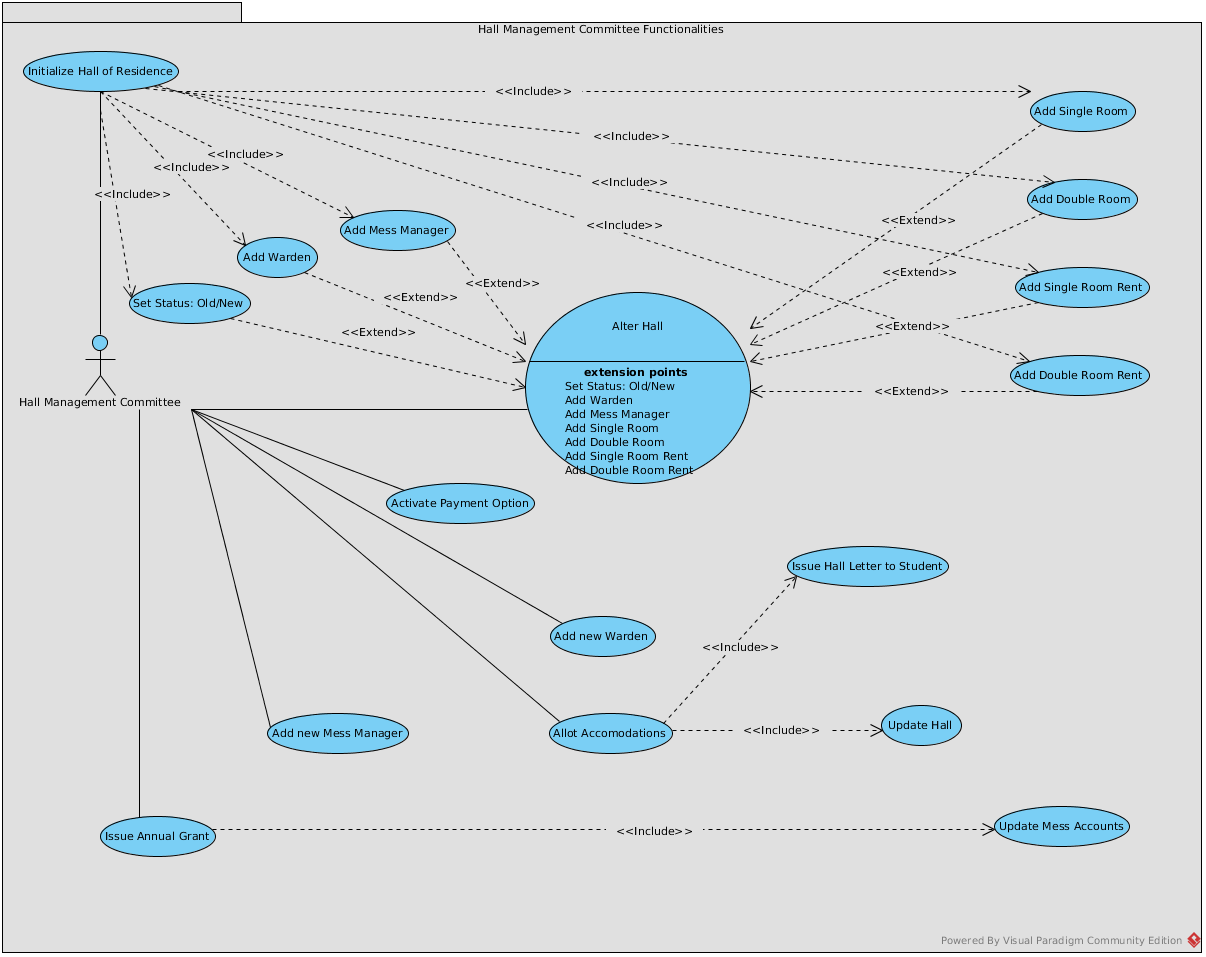 Hall Management Committee Functionalities
Initialize Hall of Residence
<<Include>>
Add Single Room
<<Include>>
<<Include>>
<<Include>>
<<Include>>
<<Include>>
Add Double Room
<<Extend>>
Add Mess Manager
<<Include>>
Add Warden
<<Extend>>
<<Extend>>
Add Single Room Rent
<<Extend>>
Set Status: Old/New
<<Extend>>
<<Extend>>
Alter Hall
<<Extend>>
extension points
Set Status: Old/New
Add Warden
Add Mess Manager
Add Single Room
Add Double Room
Add Single Room Rent
Add Double Room Rent
Add Double Room Rent
<<Extend>>
Hall Management Committee
Activate Payment Option
Issue Hall Letter to Student
Add new Warden
<<Include>>
Add new Mess Manager
Allot Accomodations
<<Include>>
Update Hall
Issue Annual Grant
<<Include>>
Update Mess Accounts
Powered By Visual Paradigm Community Edition